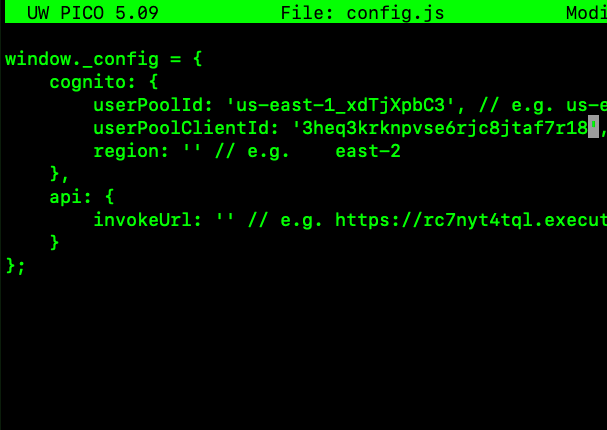 UW PICO 5.09 File: config.js Modi
window._config = {
cognito: {
userPoolId: 'us-east-1_xdTjXpbC3', // e.g. us-e
userPoolClientId: '3heq3krknpvse6rjc8jtaf7r18',
region: '' // e.g. east-2
},
api: {
invokeUrl: '' // e.g. https://rc7nyt4tql.execut
}
};